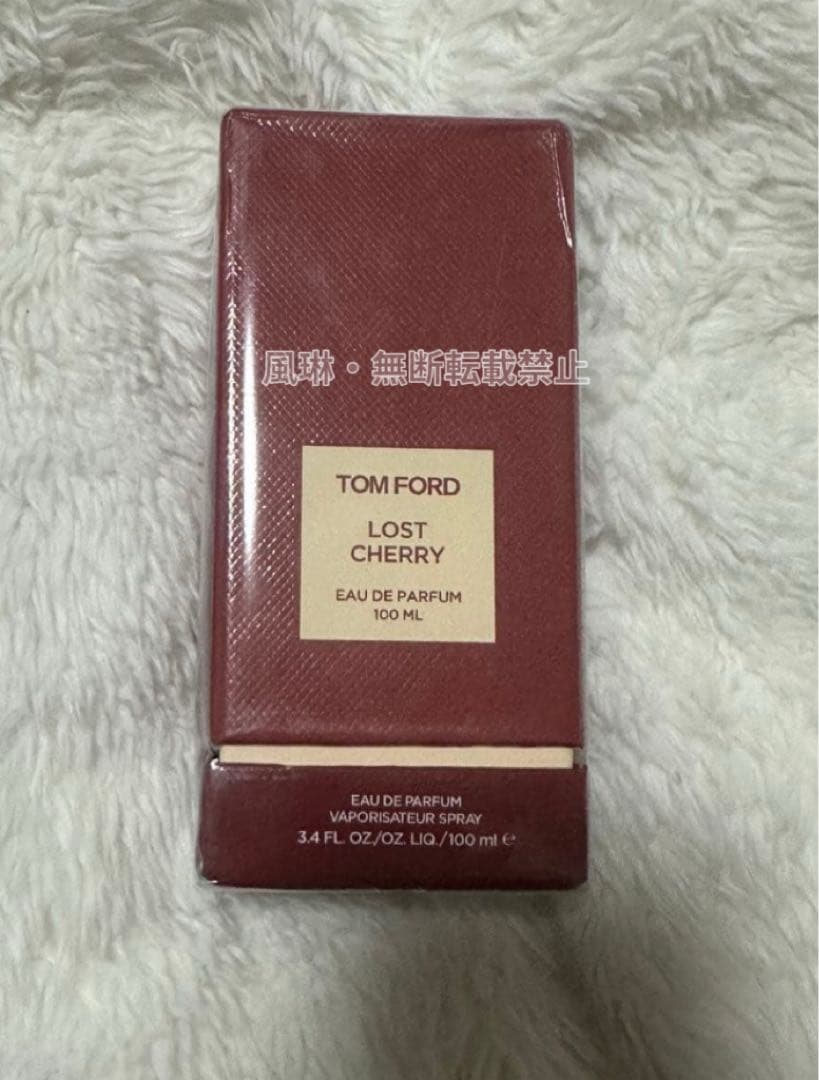 風琳・無断転載禁止
TOM FORD
LOST
CHERRY
EAU DE PARFUM
100 ML
EAU DE PARFUM
VAPORISATEUR SPRAY
3.4 FL. OZ./OZ. LIQ./100 ml ℮